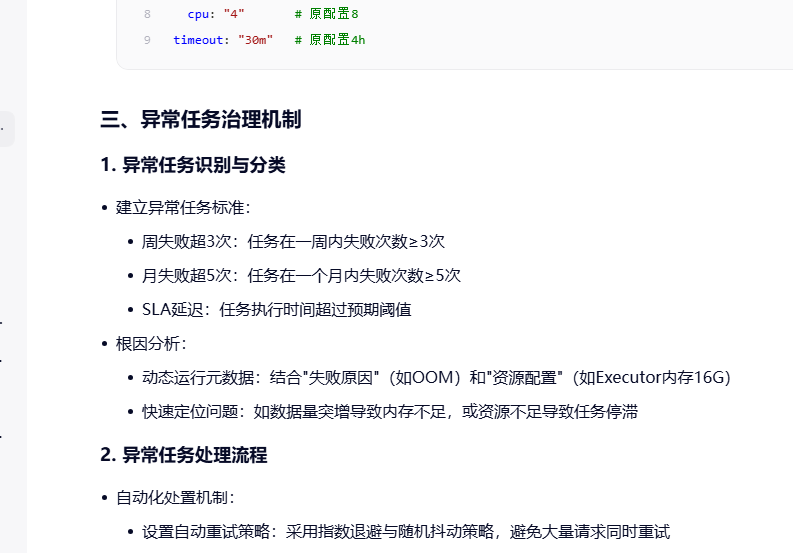 8 cpu: "4" # 原配置8
9 timeout: "30m" # 原配置4h
三、异常任务治理机制
1. 异常任务识别与分类
• 建立异常任务标准：
• 周失败超3次：任务在一周内失败次数≥3次
• 月失败超5次：任务在一个月内失败次数≥5次
• SLA延迟：任务执行时间超过预期阈值
• 根因分析：
• 动态运行元数据：结合"失败原因"（如OOM）和"资源配置"（如Executor内存16G）
• 快速定位问题：如数据量突增导致内存不足，或资源不足导致任务停滞
2. 异常任务处理流程
• 自动化处置机制：
• 设置自动重试策略：采用指数退避与随机抖动策略，避免大量请求同时重试